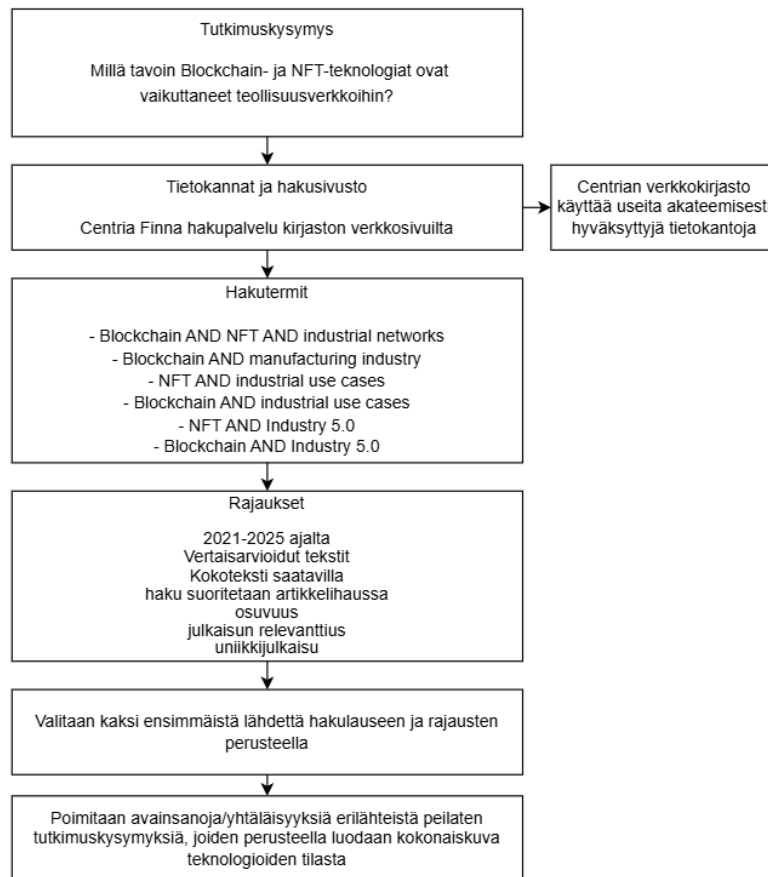 Tutkimuskysymys
Millä tavoin Blockchain- ja NFT-teknologiat ovat
vaikuttaneet teollisuusverkkoihin?
Tietokannat ja hakusivusto
Centria Finna hakupalvelu kirjaston verkkosivuilta
Centrian verkkokirjasto
käyttää useita akateemisesti
hyväksyttyjä tietokantoja
Hakutermit
- Blockchain AND NFT AND industrial networks
- Blockchain AND manufacturing industry
- NFT AND industrial use cases
- Blockchain AND industrial use cases
- NFT AND Industry 5.0
- Blockchain AND Industry 5.0
Rajaukset
2021-2025 ajalta
Vertaisarvioidut tekstit
Kokoteksti saatavilla
haku suoritetaan artikkelihaussa
osuvuus
julkaisun relevanttius
uniikkijulkaisu
Valitaan kaksi ensimmäistä lähdettä hakulauseen ja rajausten
perusteella
Poimitaan avainsanoja/yhtäläisyyksiä erilähteistä peilaten
tutkimuskysymyksiä, joiden perusteella luodaan kokonaiskuva
teknologioiden tilasta